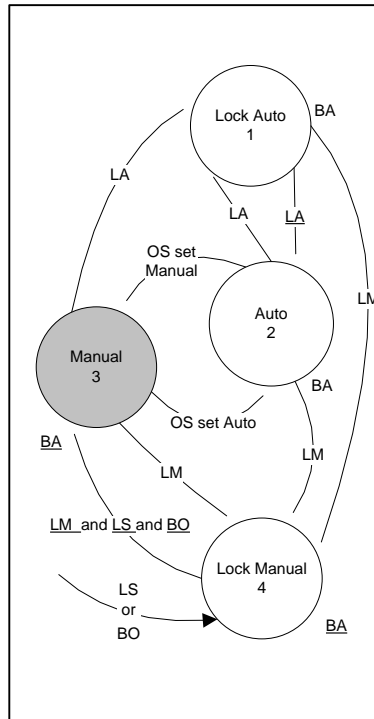 Lock Auto
1
BA
LA
LA
LA
OS set
Manual
LM
Auto
2
Manual
3
BA
OS set Auto
BA
LM
LM
LM and LS and BO
Lock Manual
4
LS
or
BO
BA